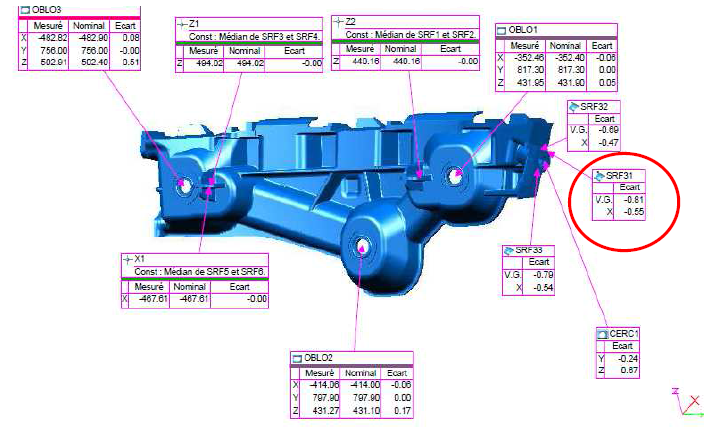 OBLO3
Mesuré Nominal Ecart
X -482.82 -482.90 0.08
Y 756.00 756.00 -0.00
Z 502.91 502.40 0.51
Z1
Const : Médian de SRF3 et SRF4.
Mesuré Nominal Ecart
Z 494.02 494.02 -0.00
Z2
Const : Médian de SRF1 et SRF2.
Mesuré Nominal Ecart
Z 440.16 440.16 -0.00
OBLO1
Mesuré Nominal Ecart
X -352.46 -352.40 -0.06
Y 817.30 817.30 0.00
Z 431.95 431.90 0.05
SRF32
Ecart
V.G. -0.69
X -0.47
SRF31
Ecart
V.G. -0.81
X -0.55
X1
Const : Médian de SRF5 et SRF6.
Mesuré Nominal Ecart
X -467.61 -467.61 -0.00
SRF33
Ecart
V.G. -0.79
X -0.54
OBLO2
Mesuré Nominal Ecart
X -414.06 -414.00 -0.06
Y 797.90 797.90 0.00
Z 431.27 431.10 0.17
CERC1
Ecart
Y -0.24
Z 0.67
Z
X